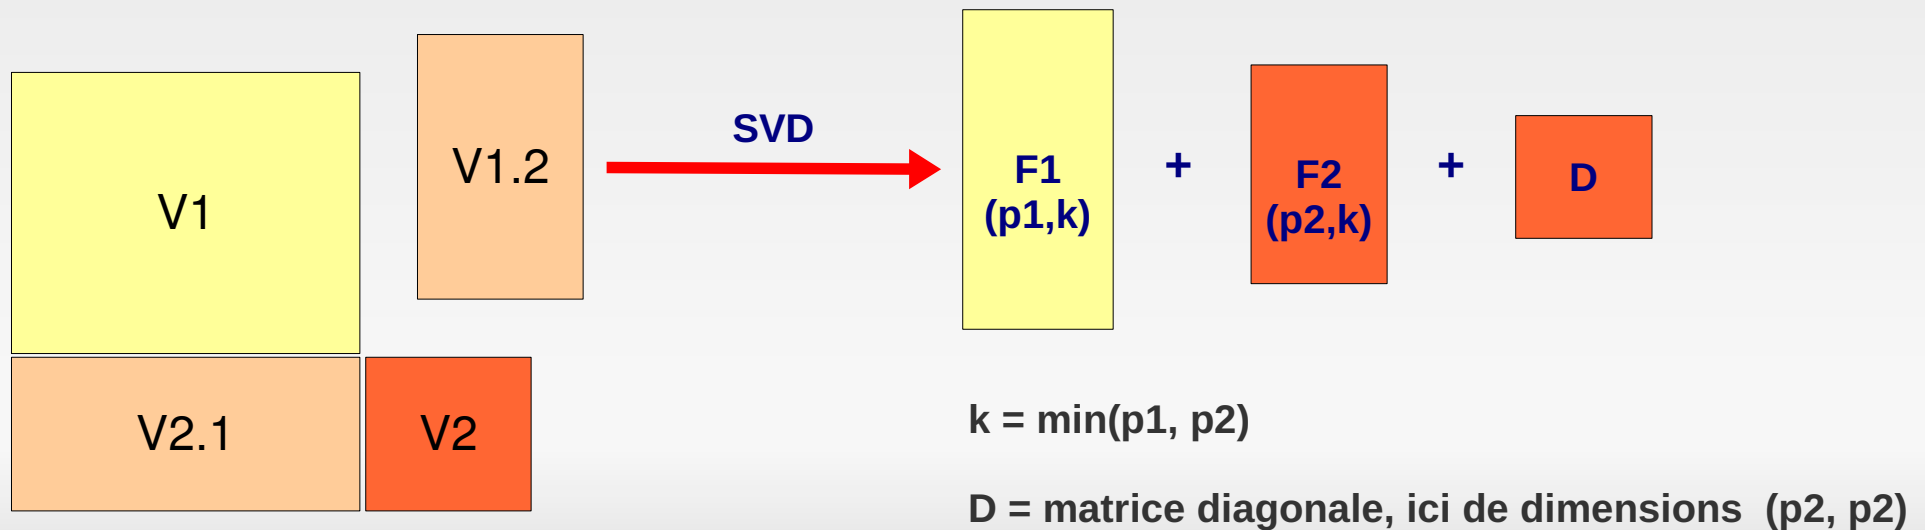 V1
V1.2
V2.1
V2
SVD
F1
(p1,k)
+
F2
(p2,k)
+
D
k = min(p1, p2)
D = matrice diagonale, ici de dimensions (p2, p2)